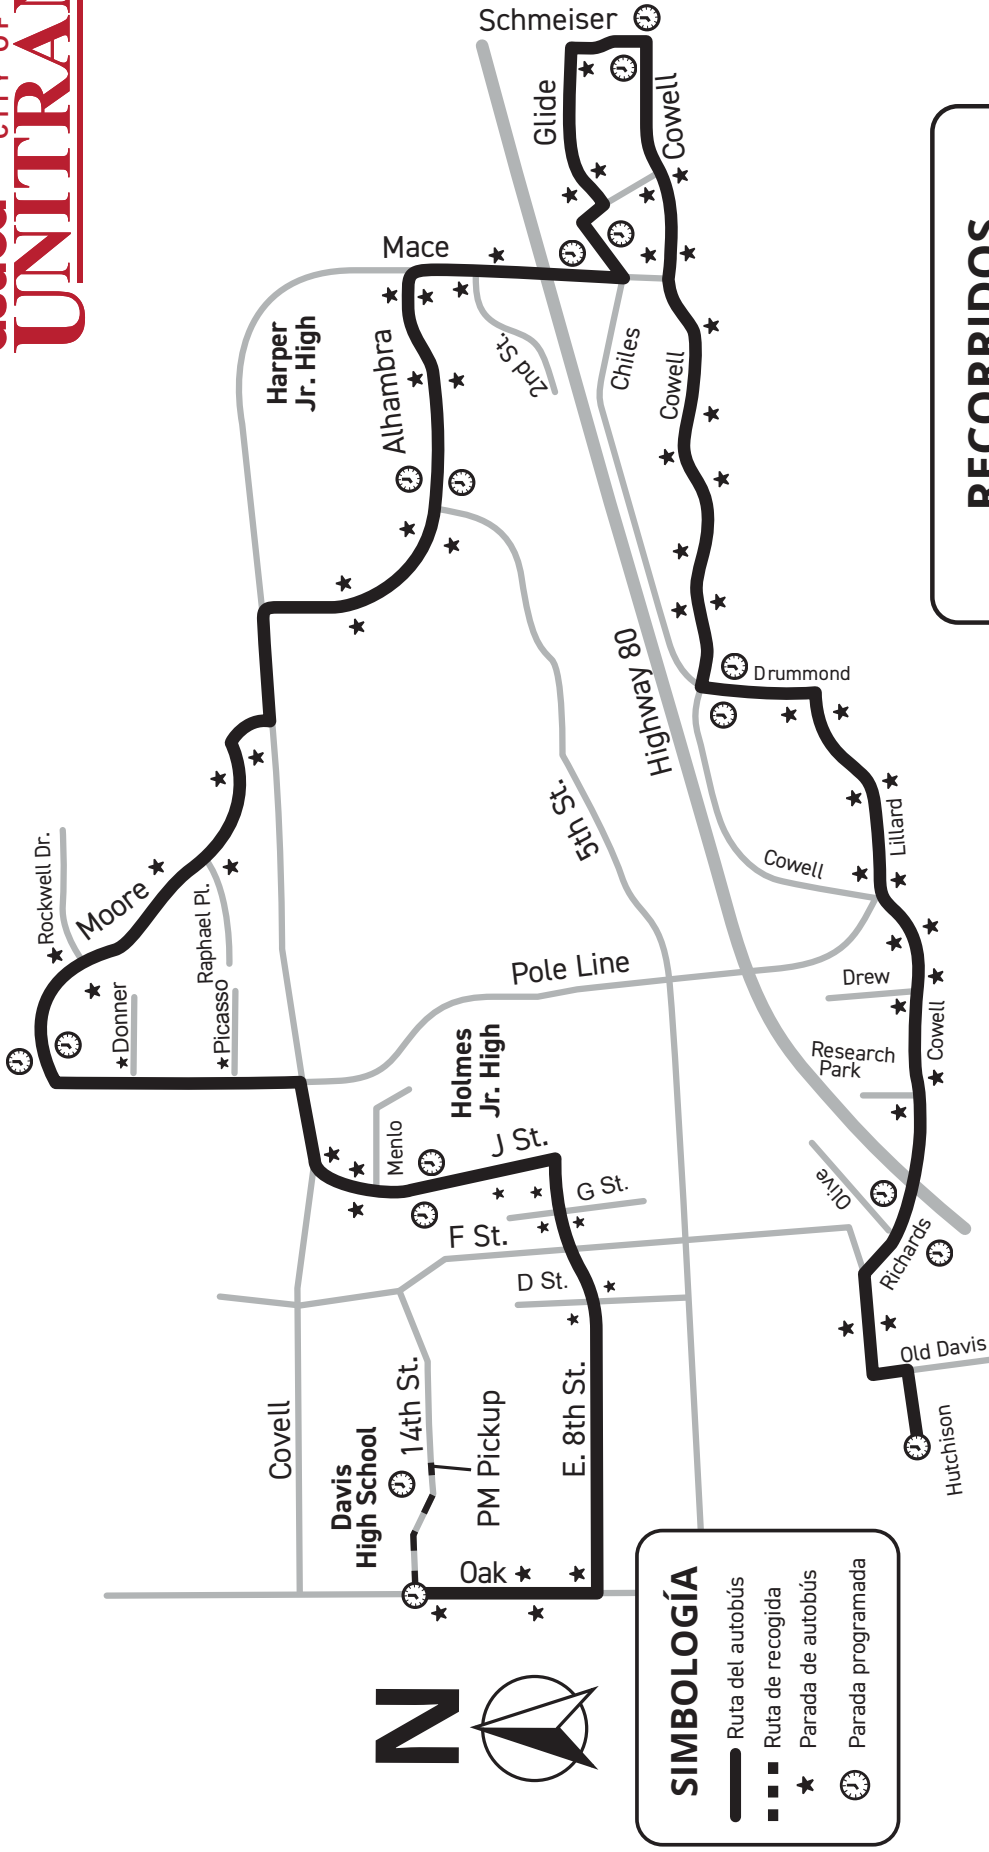 CITY OF
UNITRAN
RECORRIDOS
Schmeiser
Glide
Cowell
Mace
Harper
Jr. High
Alhambra
2nd St.
Chiles
Cowell
Highway 80
Drummond
5th St.
Rockwell Dr.
Moore
Raphael Pl.
Donner
Picasso
Pole Line
Cowell
Lillard
Drew
Cowell
Research
Park
Holmes
Jr. High
Menlo
J St.
G St.
F St.
D St.
Olive
Richards
Old Davis
Hutchison
Covell
Davis
High School
14th St.
PM Pickup
E. 8th St.
Oak
N
SIMBOLOGÍA
Ruta del autobús
Ruta de recogida
Parada de autobús
Parada programada